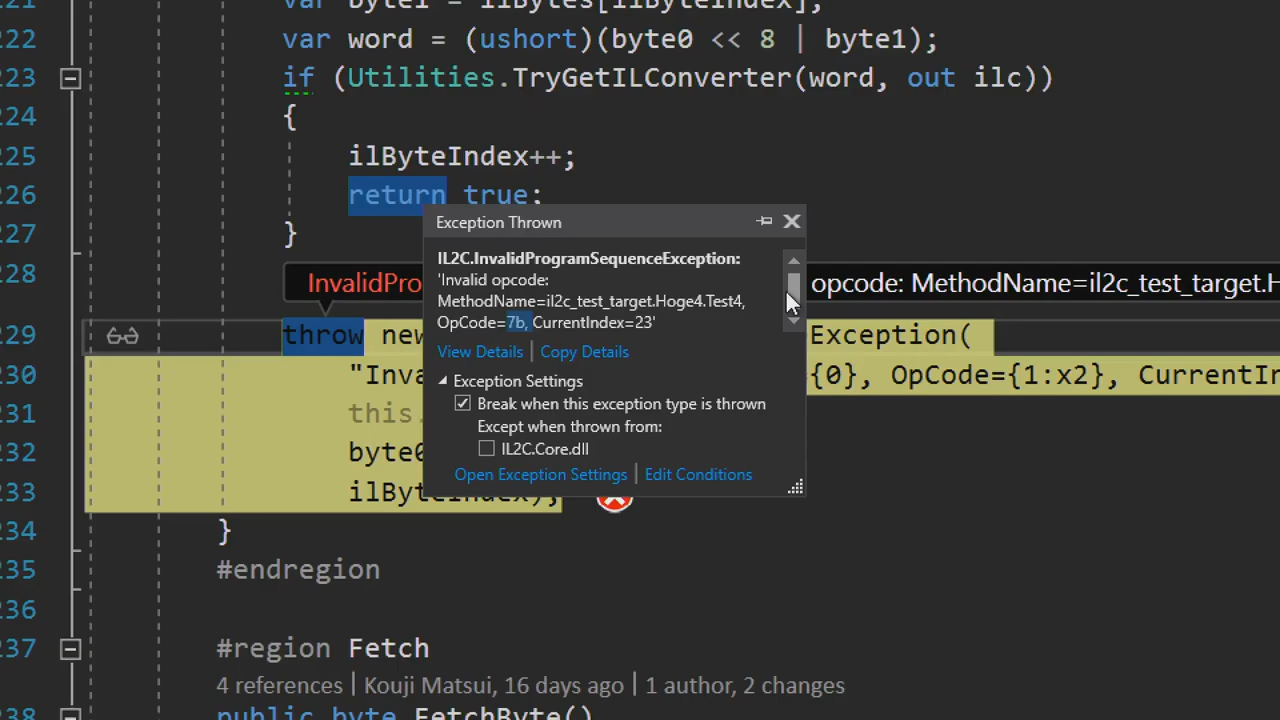 221 var byte1 = ilBytes[ilByteIndex];
222 var word = (ushort)(byte0 << 8 | byte1);
223 if (Utilities.TryGetILConverter(word, out ilc))
224 {
225 ilByteIndex++;
226 return true;
Exception Thrown
227 }
IL2C.InvalidProgramSequenceException:
'Invalid opcode:
228 InvalidPro opcode: MethodName=il2c_test_target.H
MethodName=il2c_test_target.Hoge4.Test4,
OpCode=7b, CurrentIndex=23'
229 throw new Exception(
View Details | Copy Details
230 "Inva {0}, OpCode={1:x2}, CurrentIn
Exception Settings
Break when this exception type is thrown
231 this.
Except when thrown from:
232 byte0
IL2C.Core.dll
Open Exception Settings | Edit Conditions
233 ilByteIndex);
234 }
235 #endregion
236
237 #region Fetch
4 references | Kouji Matsui, 16 days ago | 1 author, 2 changes
238 public byte FetchByte()